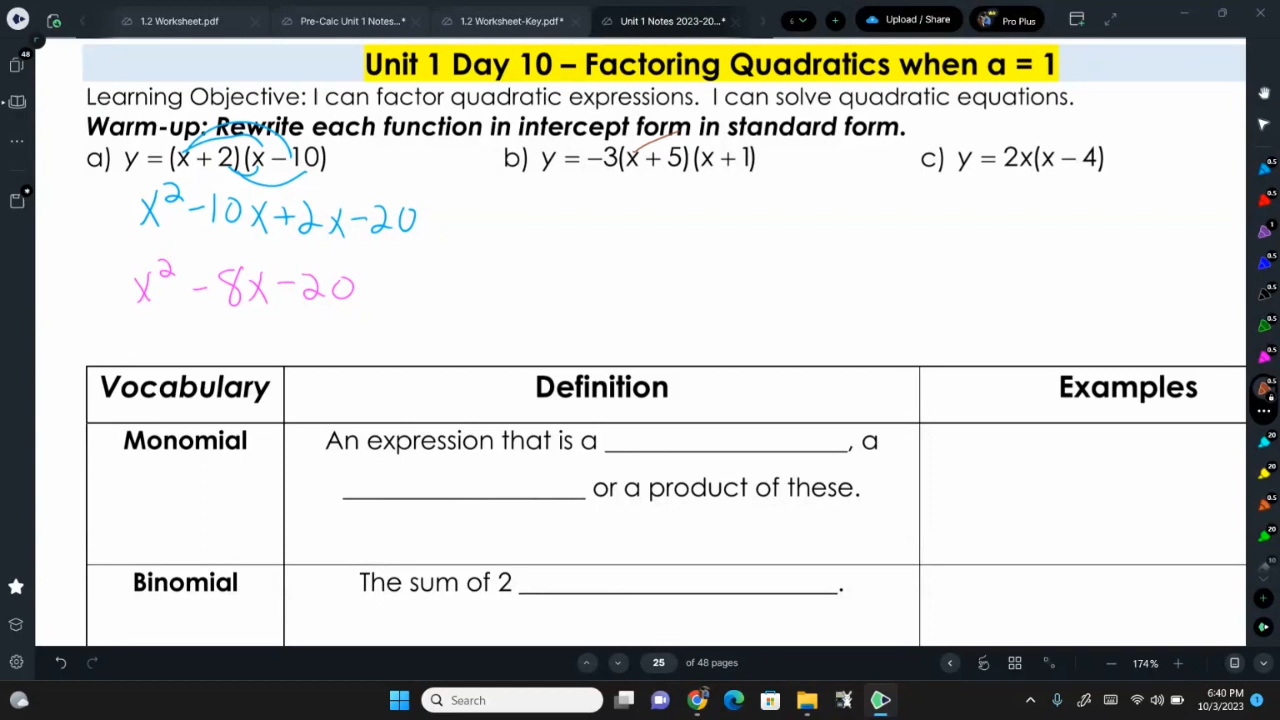 1.2 Worksheet.pdf
Pre-Calc Unit 1 Notes...*
1.2 Worksheet-Key.pdf*
Unit 1 Notes 2023-20...*
Upload / Share
Pro Plus
48
Unit 1 Day 10 – Factoring Quadratics when a = 1
Learning Objective: I can factor quadratic expressions. I can solve quadratic equations.
Warm-up: Rewrite each function in intercept form in standard form.
a) y = (x + 2)(x − 10) b) y = −3(x + 5)(x + 1) c) y = 2x(x − 4)
x² - 10x + 2x - 20
x² - 8x - 20
Vocabulary Definition Examples
Monomial An expression that is a ____________________, a
____________________ or a product of these.
Binomial The sum of 2 __________________________.
25 of 48 pages
174%
Search
6:40 PM
10/3/2023